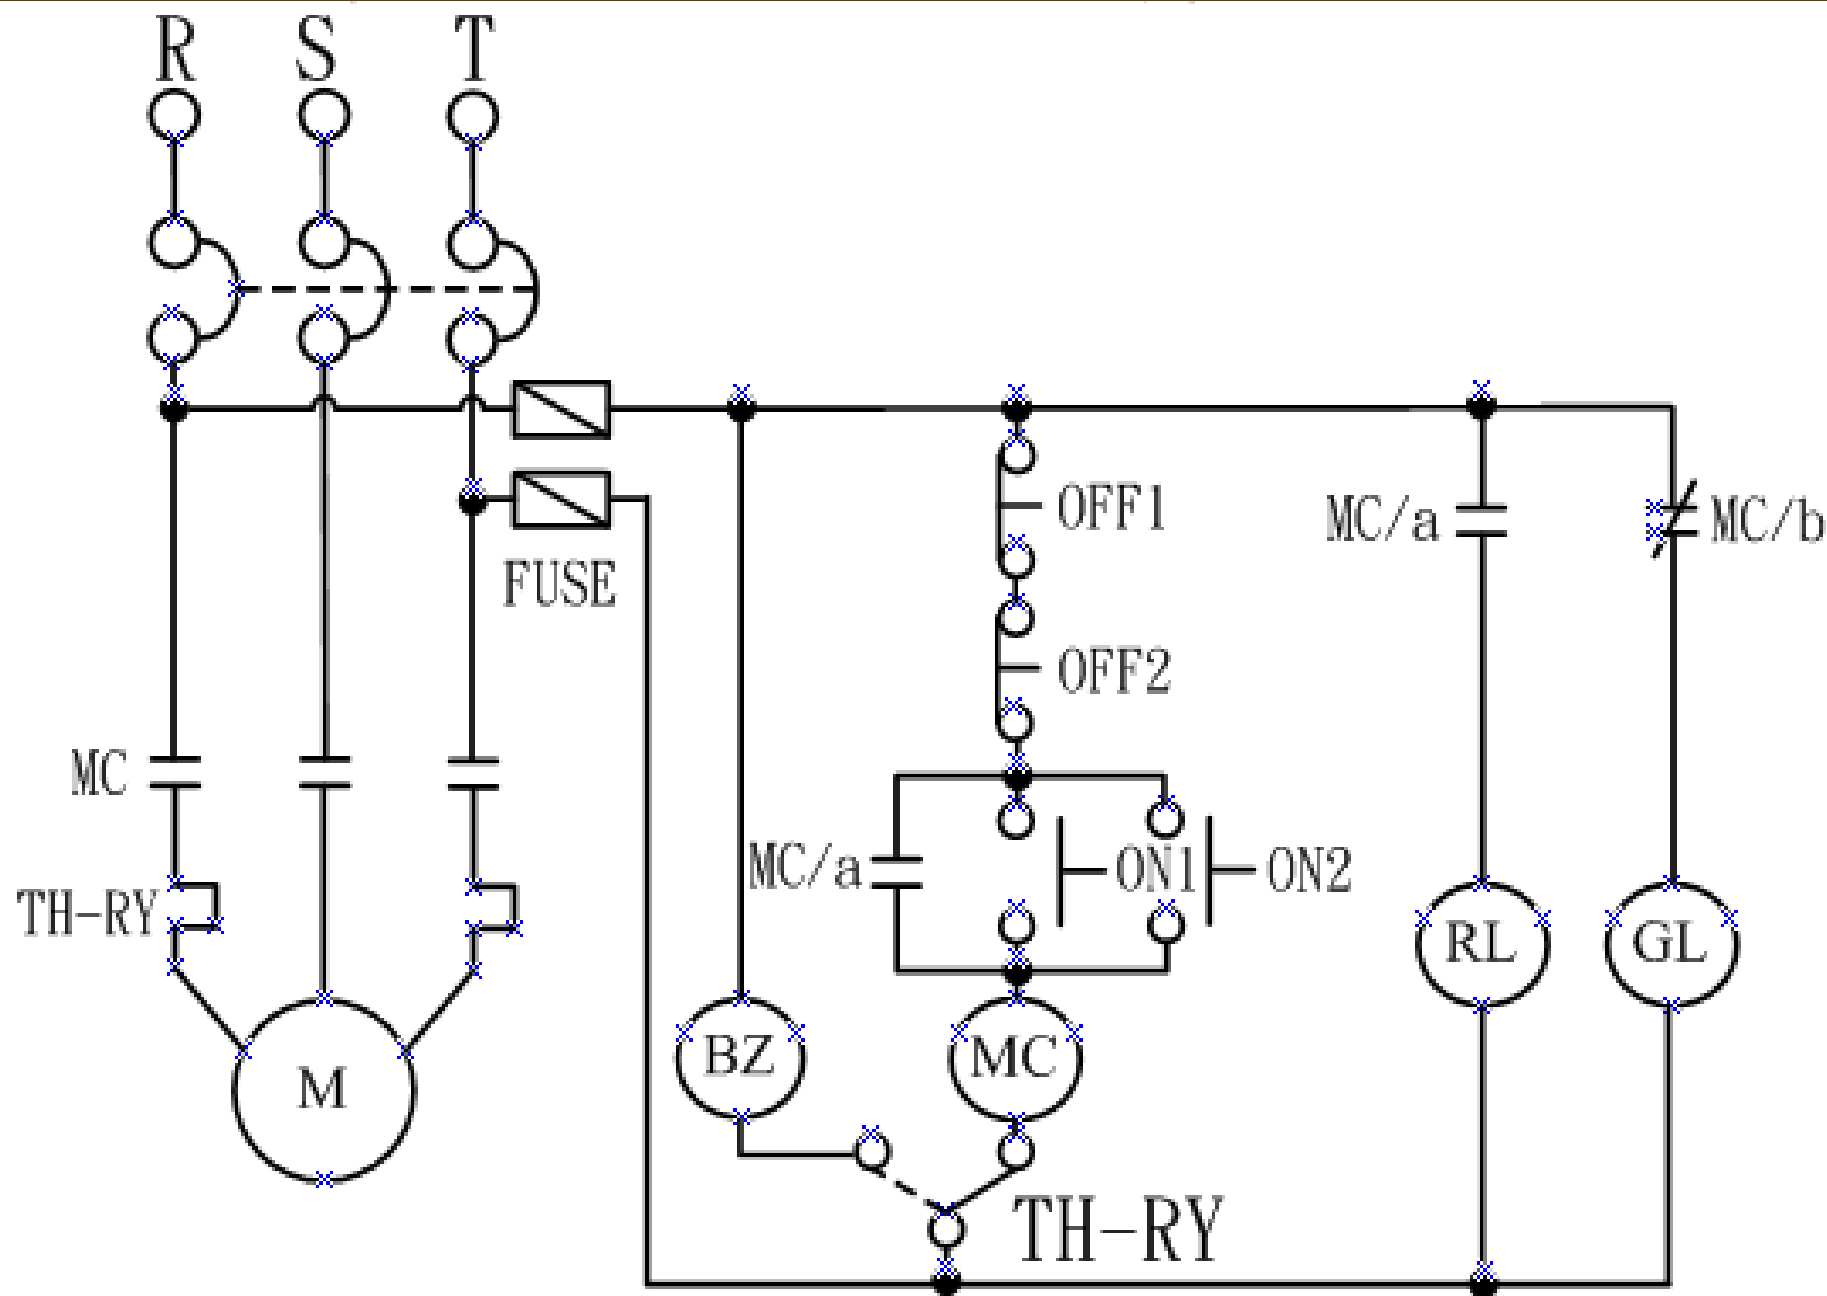 R S T
OFF1
MC/a
MC/b
FUSE
OFF2
MC
MC/a
ON1
ON2
TH-RY
RL
GL
BZ
MC
M
TH-RY